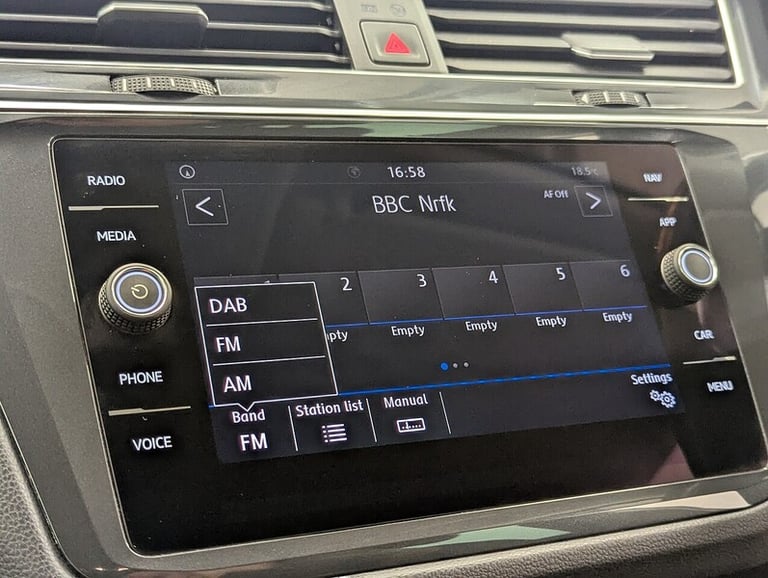 RADIO
MEDIA
PHONE
VOICE
16:58
18.5°C
BBC Nrfk
AF Off
<
>
2
3
4
5
6
pty
Empty
Empty
Empty
Empty
DAB
FM
AM
Band
FM
Station list
Manual
Settings
NAV
APP
CAR
MENU